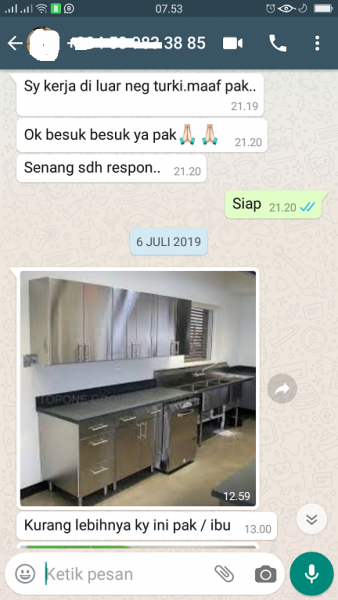 07.53
38 85
Sy kerja di luar neg turki.maaf pak..
21.19
Ok besuk besuk ya pak🙏🏻 🙏🏻
21.20
Senang sdh respon.. 21.20
Siap 21.20
6 JULI 2019
12.59
Kurang lebihnya ky ini pak / ibu 13.00
Ketik pesan